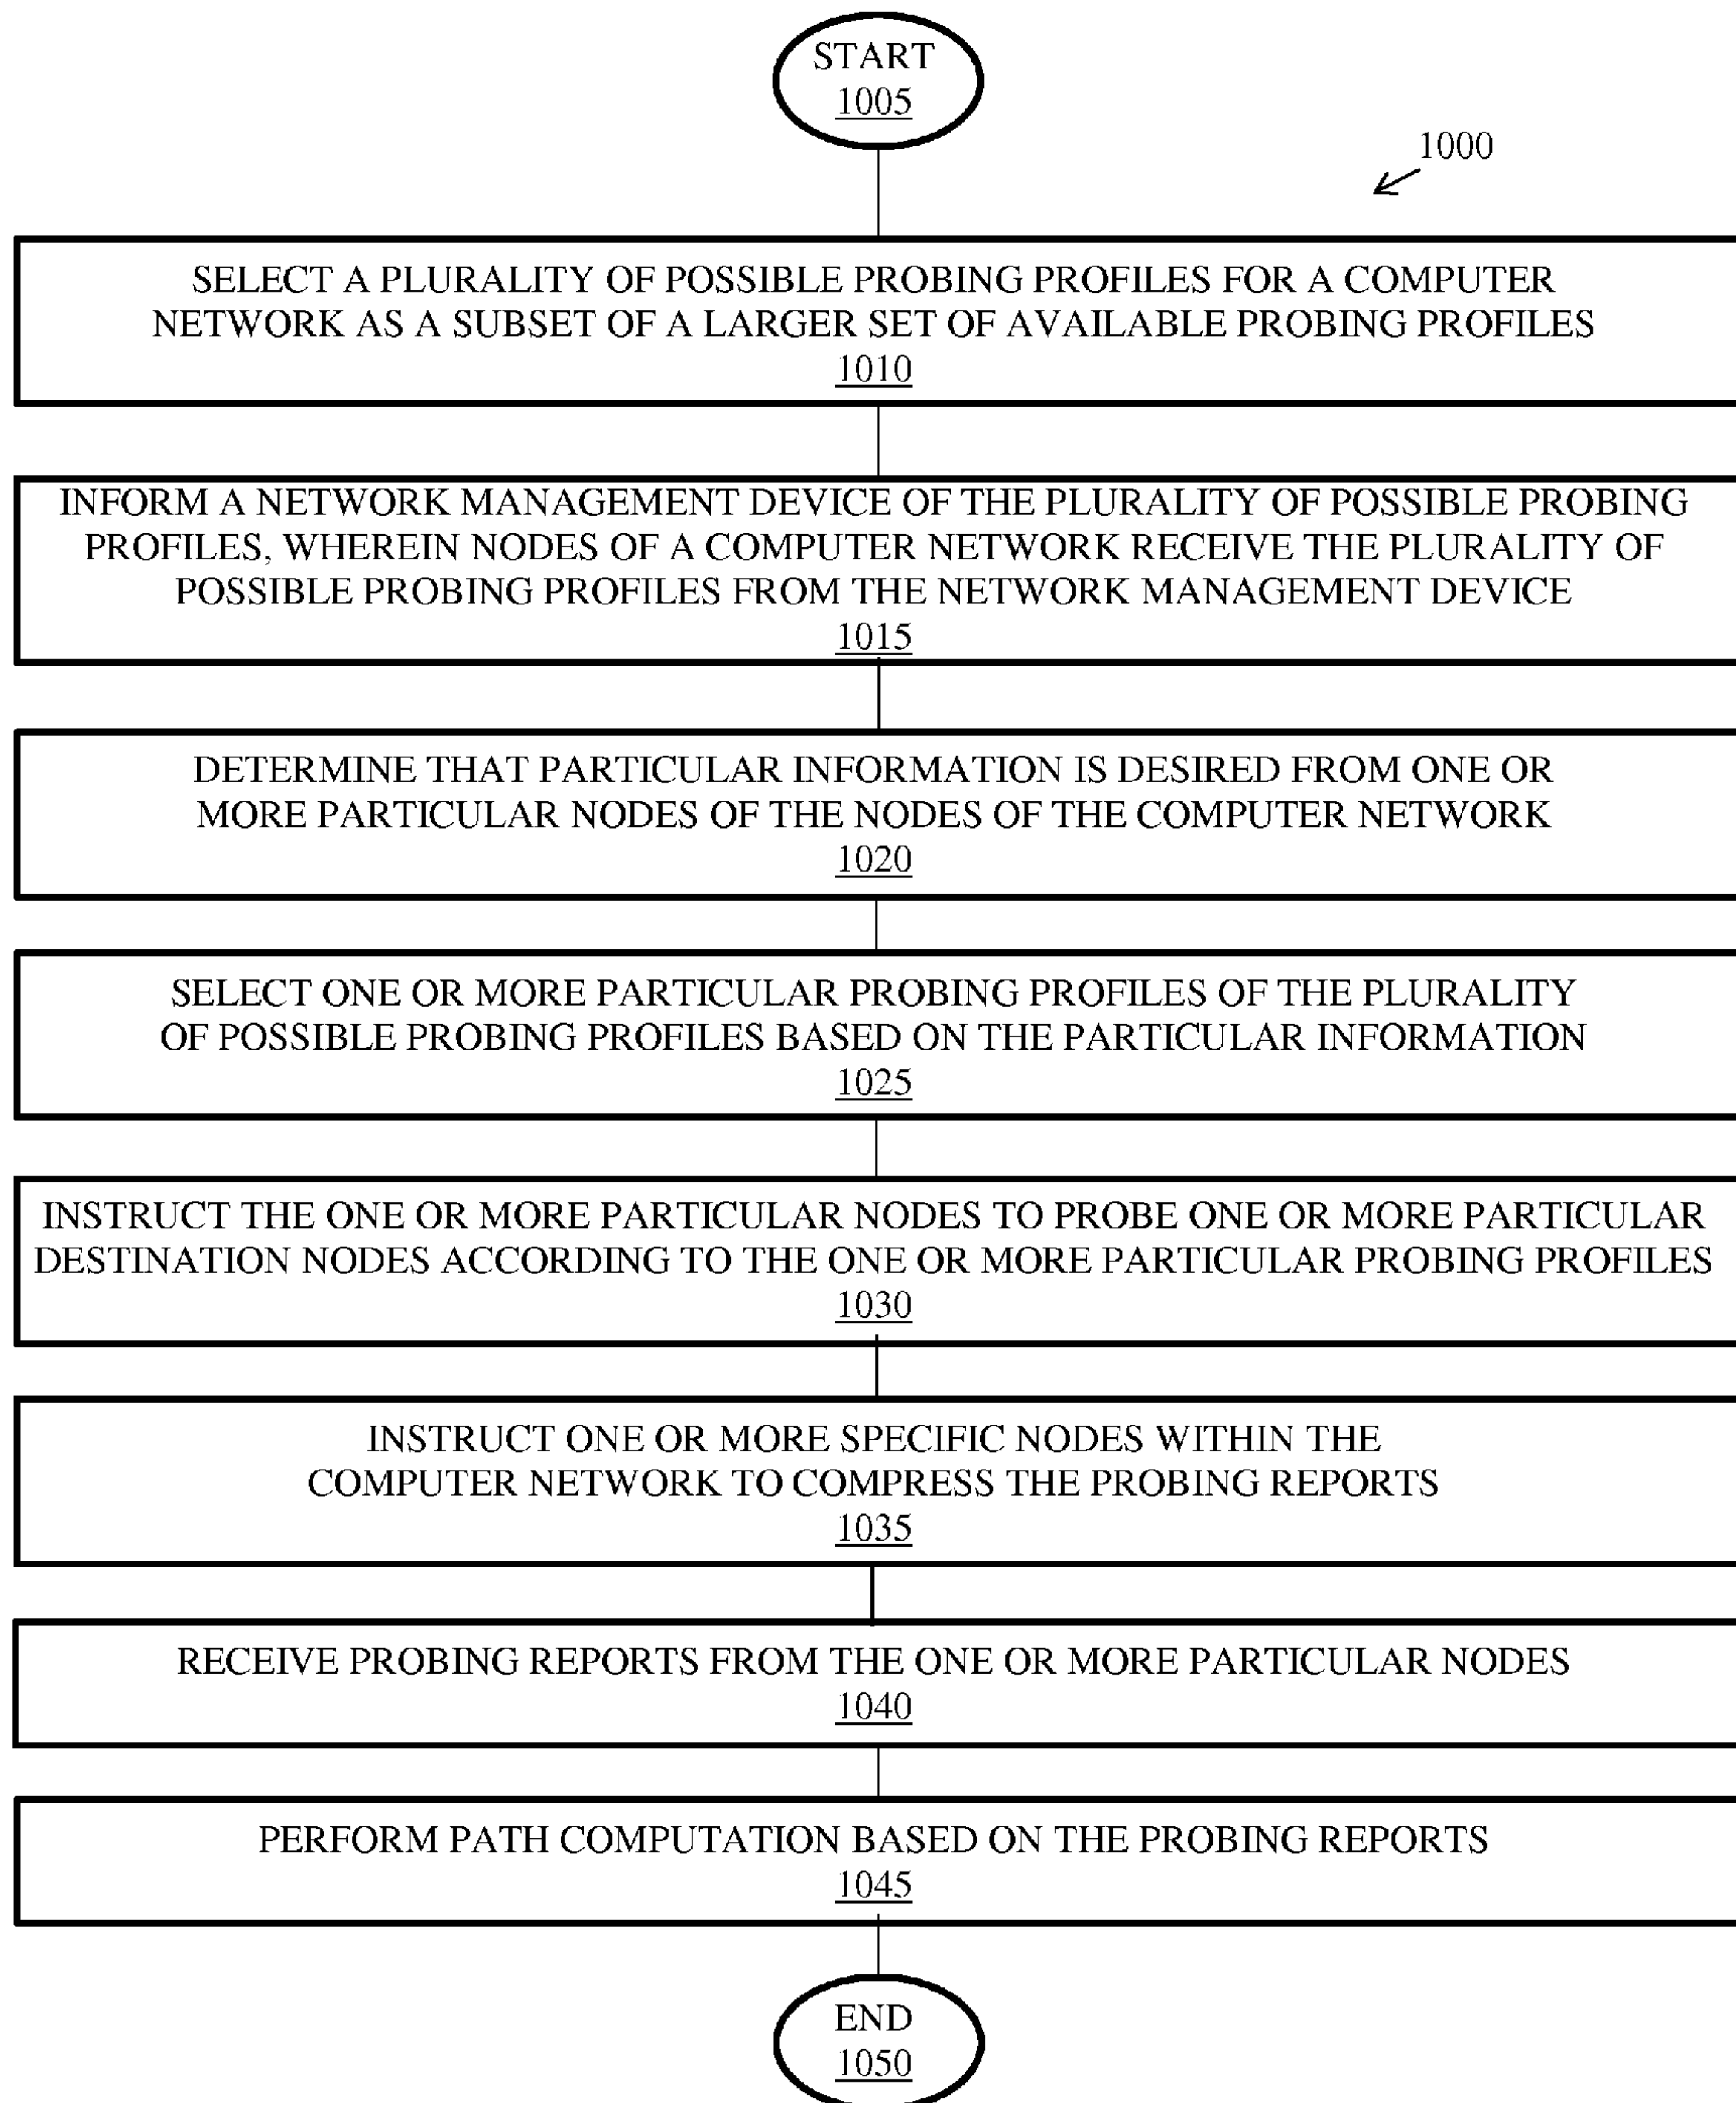 START
1005
1000
SELECT A PLURALITY OF POSSIBLE PROBING PROFILES FOR A COMPUTER
NETWORK AS A SUBSET OF A LARGER SET OF AVAILABLE PROBING PROFILES
1010
INFORM A NETWORK MANAGEMENT DEVICE OF THE PLURALITY OF POSSIBLE PROBING
PROFILES, WHEREIN NODES OF A COMPUTER NETWORK RECEIVE THE PLURALITY OF
POSSIBLE PROBING PROFILES FROM THE NETWORK MANAGEMENT DEVICE
1015
DETERMINE THAT PARTICULAR INFORMATION IS DESIRED FROM ONE OR
MORE PARTICULAR NODES OF THE NODES OF THE COMPUTER NETWORK
1020
SELECT ONE OR MORE PARTICULAR PROBING PROFILES OF THE PLURALITY
OF POSSIBLE PROBING PROFILES BASED ON THE PARTICULAR INFORMATION
1025
INSTRUCT THE ONE OR MORE PARTICULAR NODES TO PROBE ONE OR MORE PARTICULAR
DESTINATION NODES ACCORDING TO THE ONE OR MORE PARTICULAR PROBING PROFILES
1030
INSTRUCT ONE OR MORE SPECIFIC NODES WITHIN THE
COMPUTER NETWORK TO COMPRESS THE PROBING REPORTS
1035
RECEIVE PROBING REPORTS FROM THE ONE OR MORE PARTICULAR NODES
1040
PERFORM PATH COMPUTATION BASED ON THE PROBING REPORTS
1045
END
1050